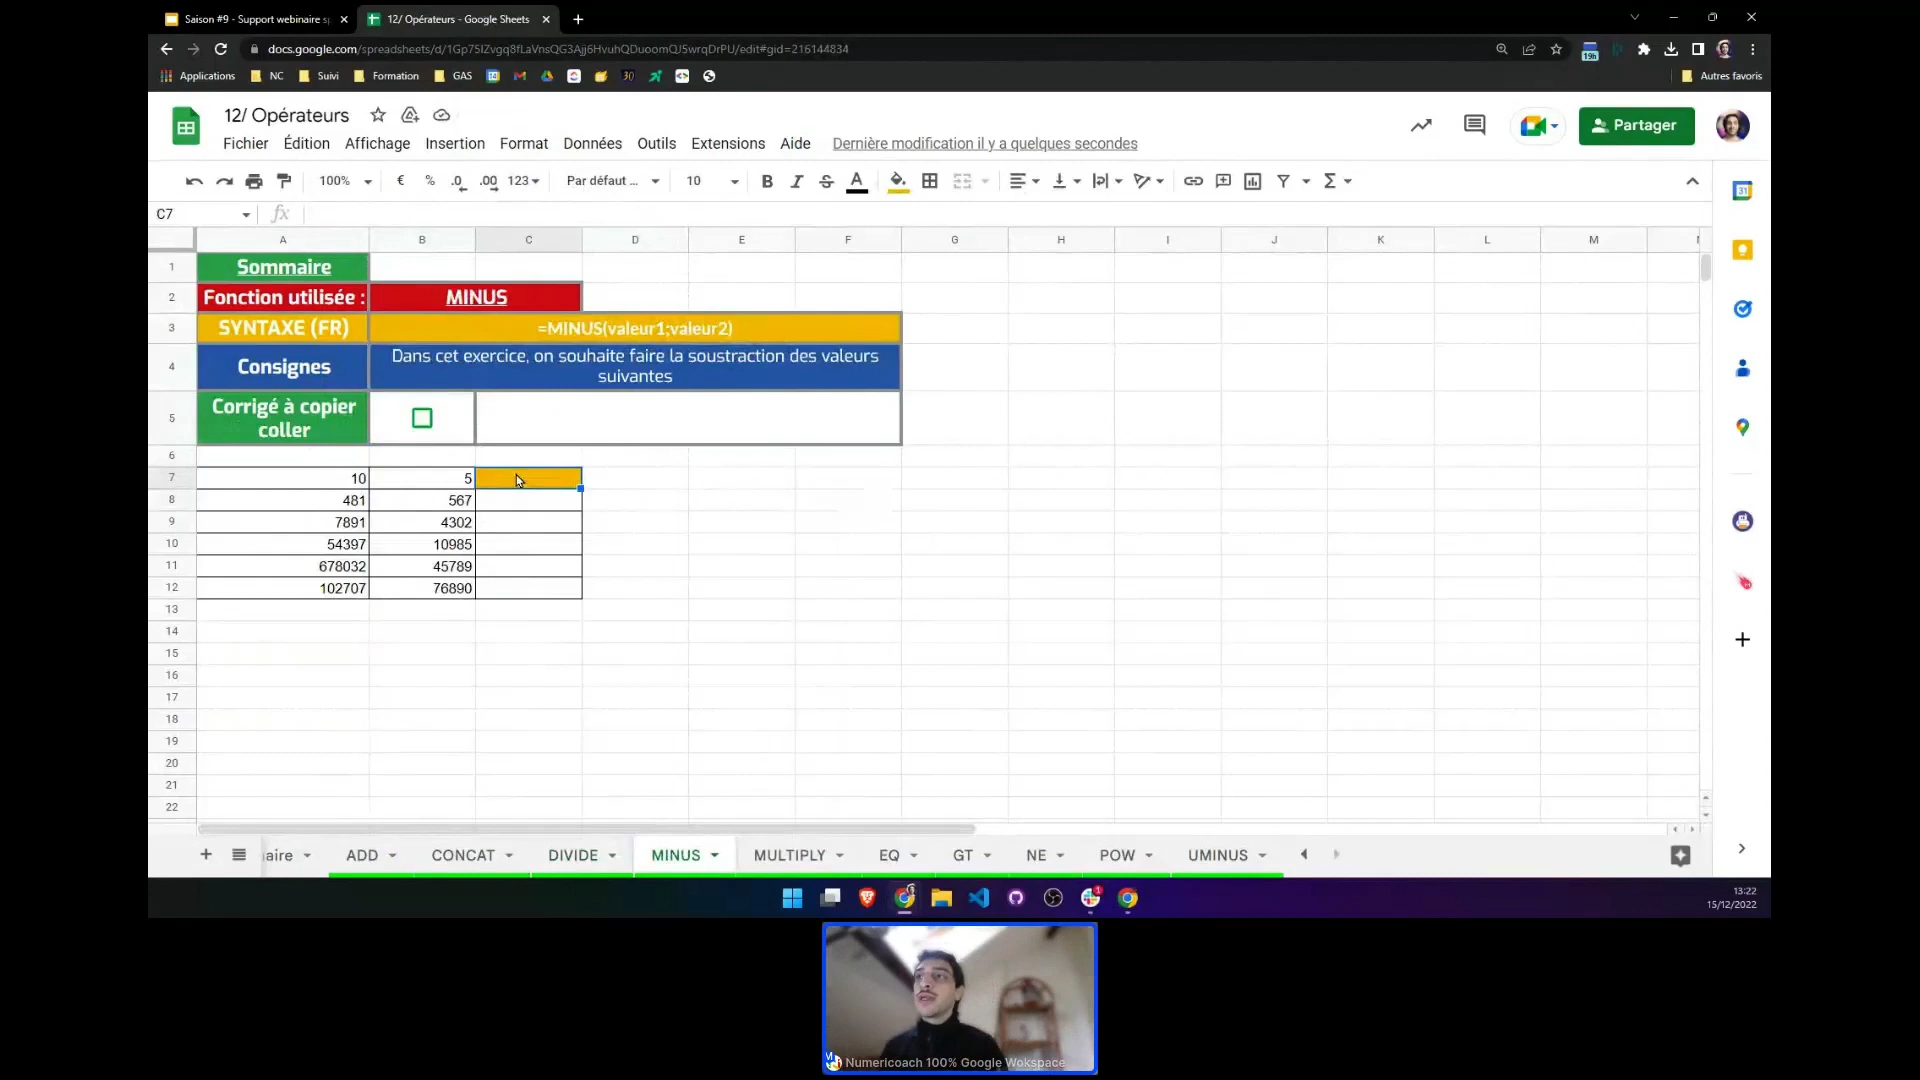 Saison #9 - Support webinaire sp
12/ Opérateurs - Google Sheets
docs.google.com/spreadsheets/d/1Gp75IZvgq8fLaVnsQG3Ajj6HvuhQDuoomQJ5wrqDrPU/edit#gid=216144834
19h
Applications
NC
Suivi
Formation
GAS
30
Autres favoris
12/ Opérateurs
Fichier Édition Affichage Insertion Format Données Outils Extensions Aide Dernière modification il y a quelques secondes
Partager
100% € % .0 .00 123 Par défaut ... 10 B I S A
31
C7
fx
A B C D E F G H I J K L M
1 Sommaire
2 Fonction utilisée : MINUS
3 SYNTAXE (FR) =MINUS(valeur1;valeur2)
4 Consignes Dans cet exercice, on souhaite faire la soustraction des valeurs
suivantes
5 Corrigé à copier
coller
6
7 10 5
8 481 567
9 7891 4302
10 54397 10985
11 678032 45789
12 102707 76890
13
14
15
16
17
18
19
20
21
22
aire ADD CONCAT DIVIDE MINUS MULTIPLY EQ GT NE POW UMINUS
1
13:22
15/12/2022
Numericoach 100% Google Wokspace